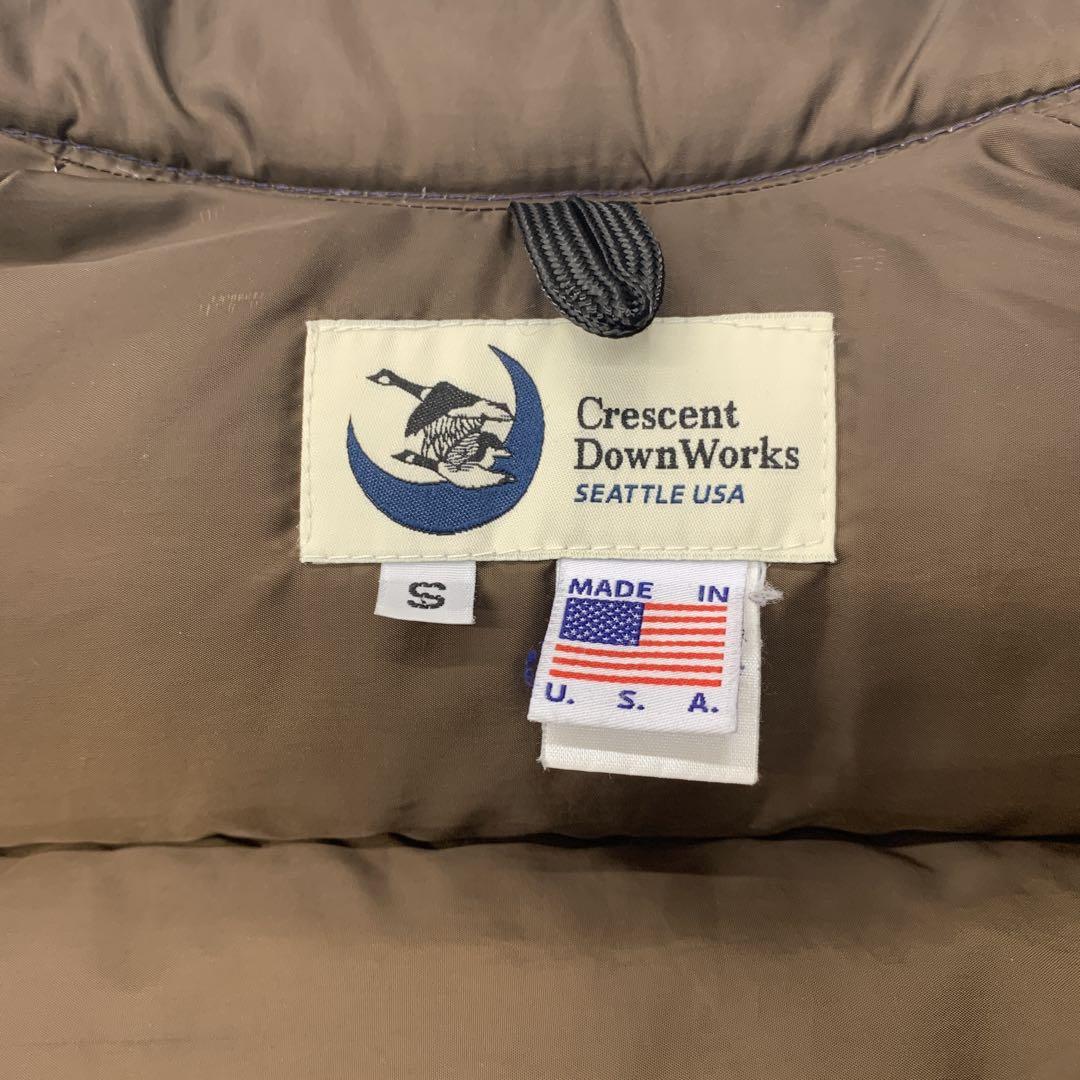 Crescent
DownWorks
SEATTLE USA
S
MADE IN
U. S. A.